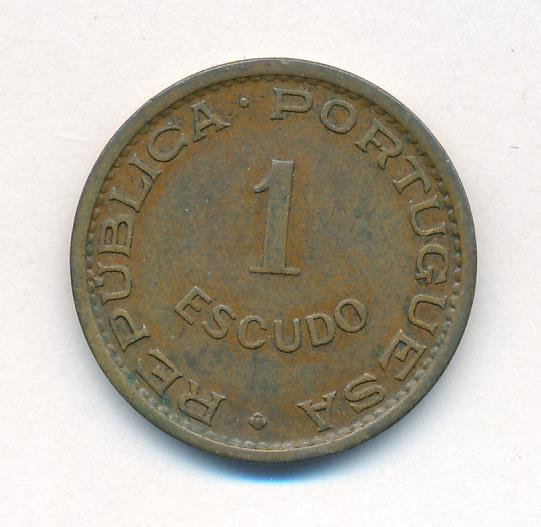 REPÚBLICA · PORTUGUESA
1
ESCUDO